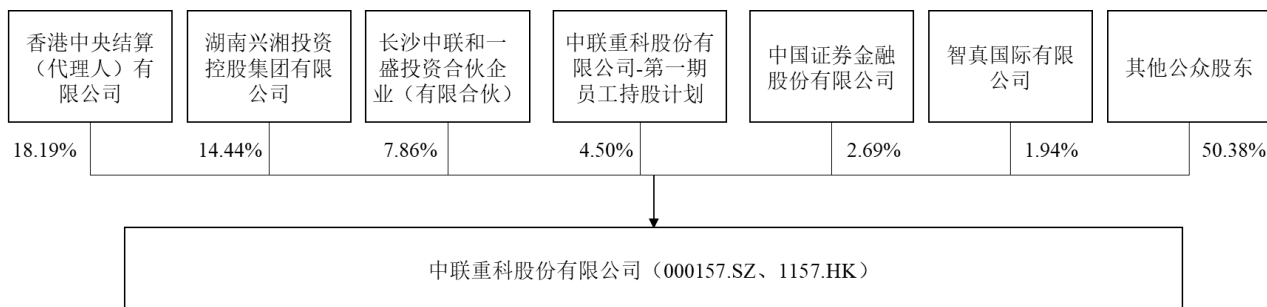 香港中央结算
（代理人）有
限公司
湖南兴湘投资
控股集团有限
公司
长沙中联和一
盛投资合伙企
业（有限合伙）
中联重科股份有
限公司-第一期
员工持股计划
中国证券金融
股份有限公司
智真国际有限
公司
其他公众股东
18.19%
14.44%
7.86%
4.50%
2.69%
1.94%
50.38%
中联重科股份有限公司（000157.SZ、1157.HK）